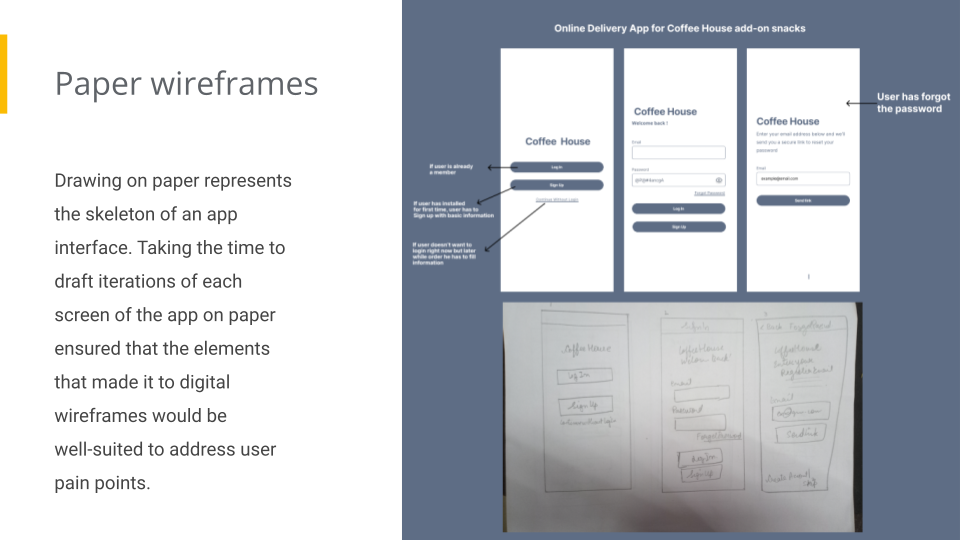 Paper wireframes
Drawing on paper represents
the skeleton of an app
interface. Taking the time to
draft iterations of each
screen of the app on paper
ensured that the elements
that made it to digital
wireframes would be
well-suited to address user
pain points.
Online Delivery App for Coffee House add-on snacks
Coffee House
Log In
Sign Up
Continue Without Login
If user is already
a member
If user has installed
for first time, user has to
Sign up with basic information
If user doesn't want to
login right now but later
while order he has to fill
information
Coffee House
Welcome back !
Email
Password
Forgot Password
Log In
Sign Up
Coffee House
Enter your email address below and we'll
send you a secure link to reset your
password
Email
example@email.com
Send link
User has forgot
the password
Coffee House
Log In
Sign Up
Coffee House
Welcome Back!
Email
Password
Forgot Password
Log In
Sign Up
Back
Coffee House
Enter your
Email
Send link